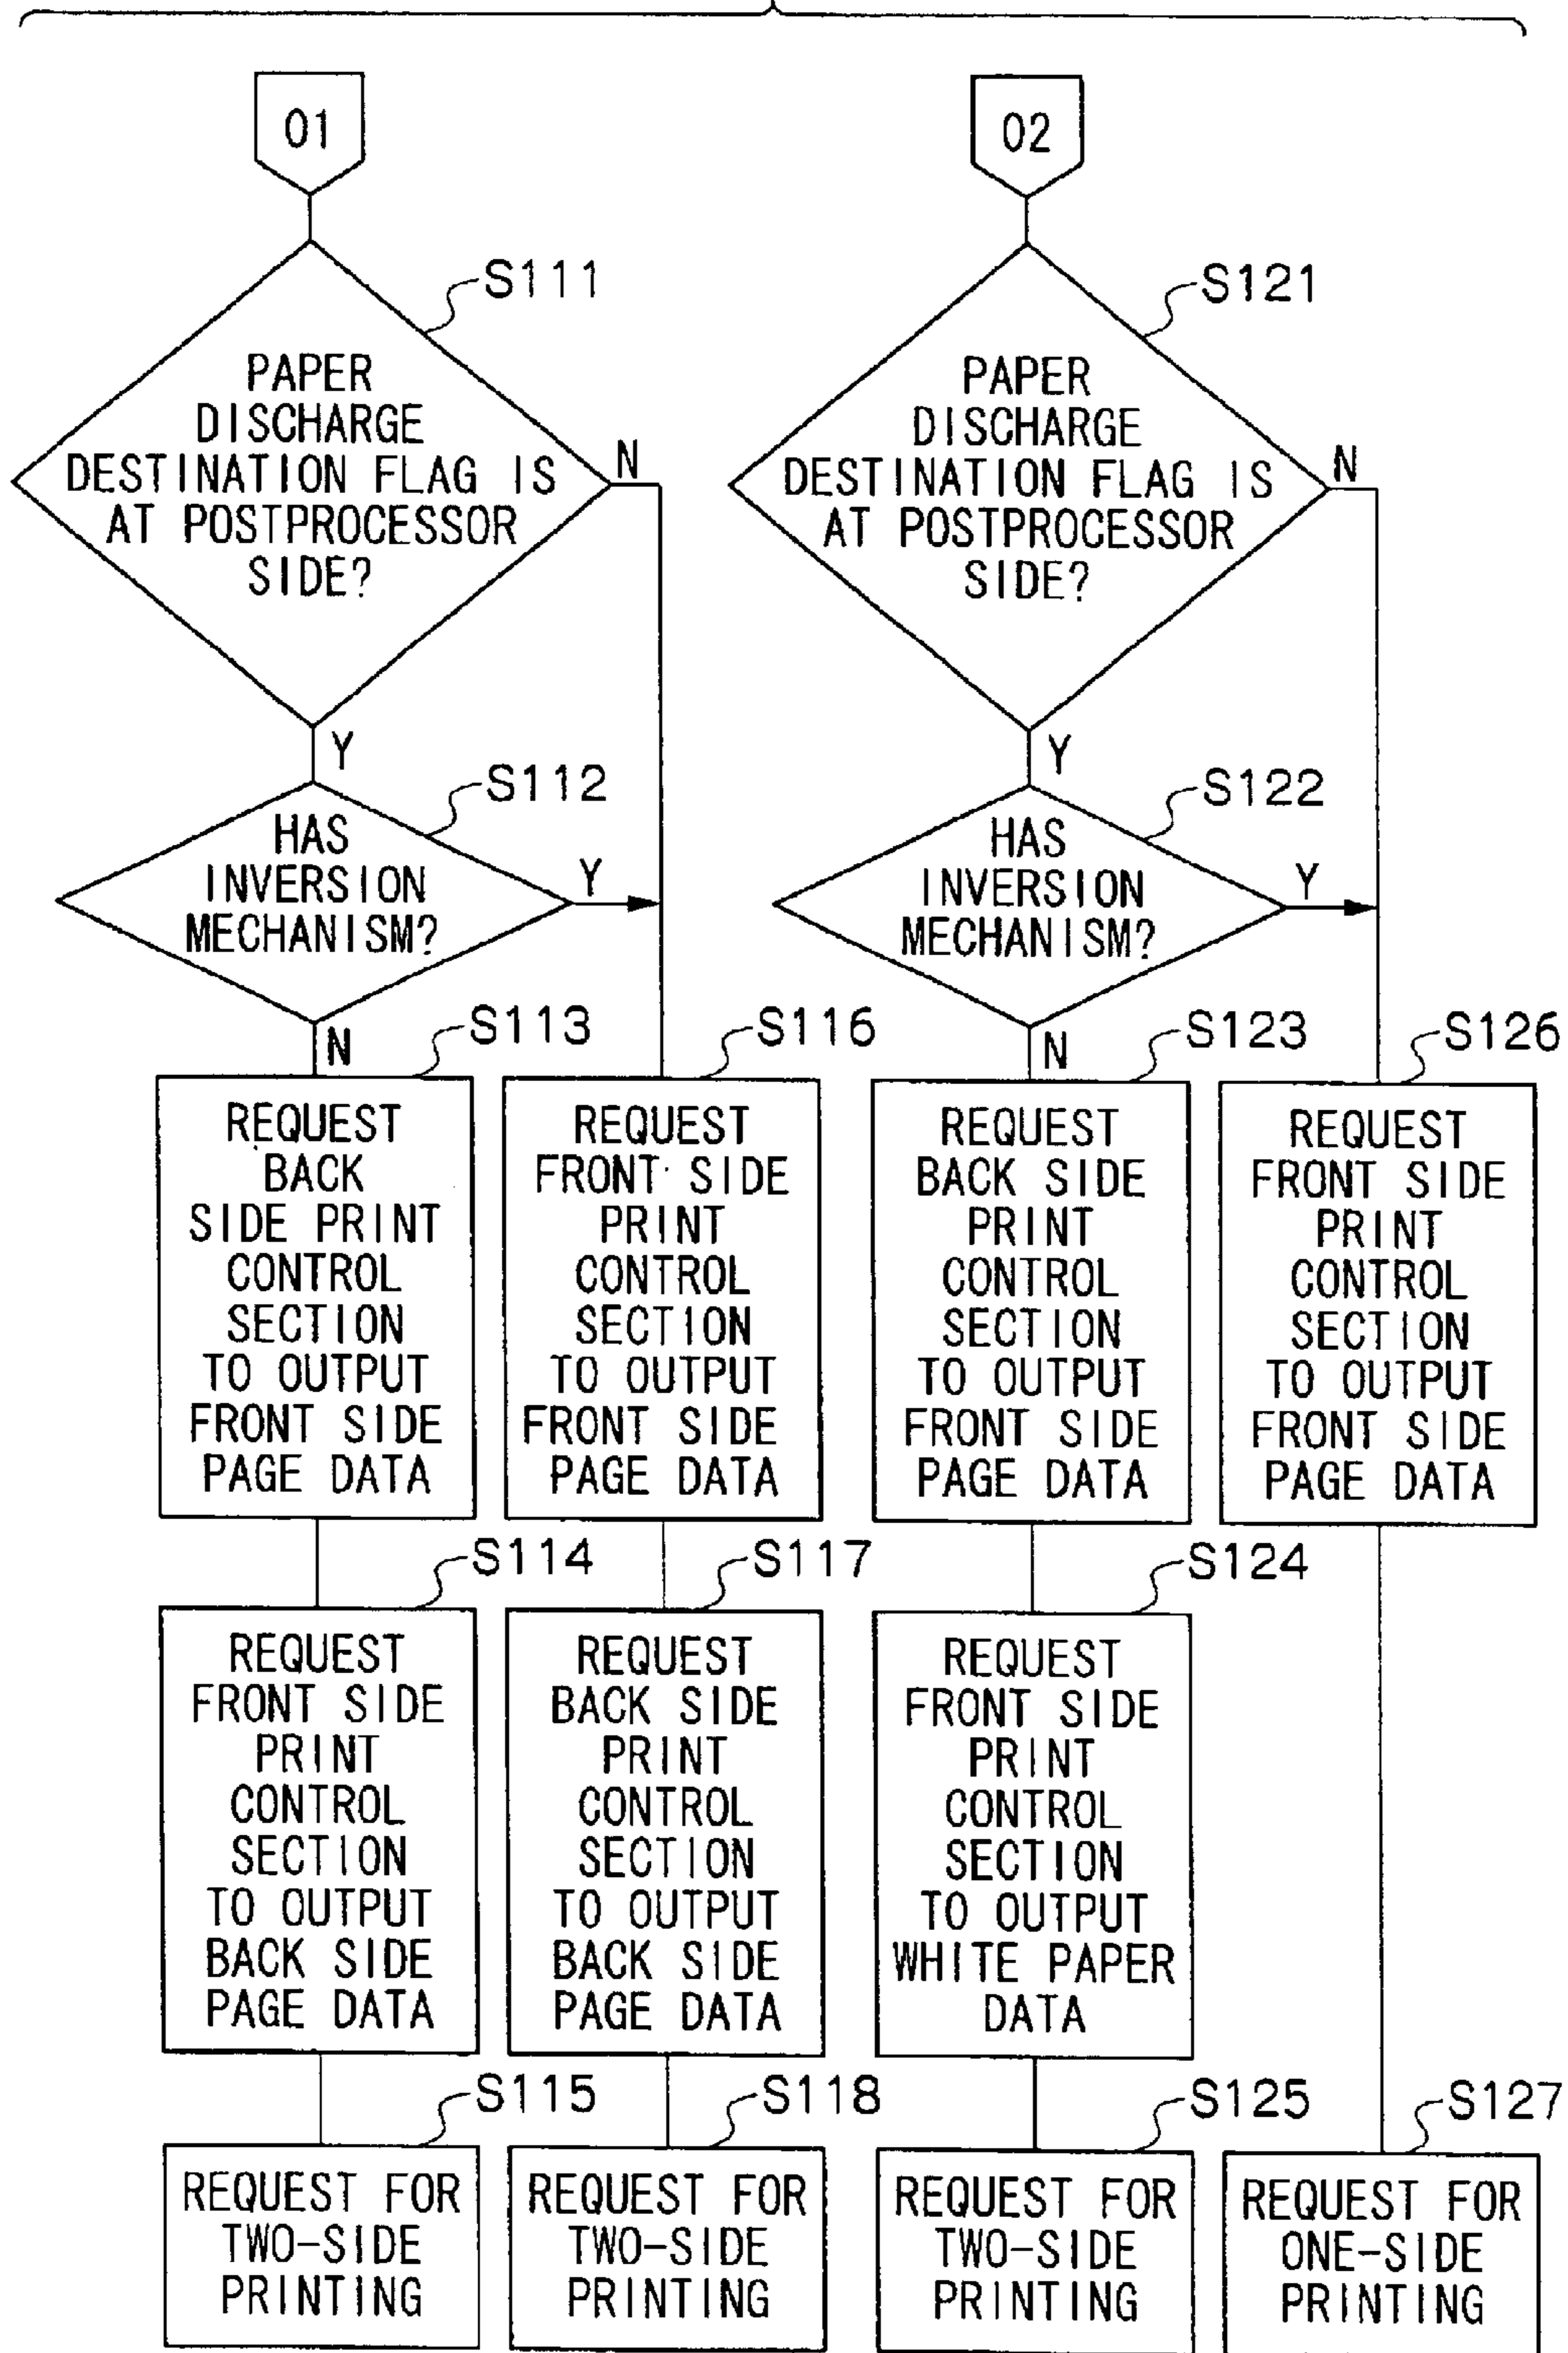 01
S111
PAPER
DISCHARGE
DESTINATION FLAG IS
AT POSTPROCESSOR
SIDE?
N
Y
S112
HAS
INVERSION
MECHANISM?
Y
N
S113
REQUEST
BACK
SIDE PRINT
CONTROL
SECTION
TO OUTPUT
FRONT SIDE
PAGE DATA
S114
REQUEST
FRONT SIDE
PRINT
CONTROL
SECTION
TO OUTPUT
BACK SIDE
PAGE DATA
S115
REQUEST FOR
TWO-SIDE
PRINTING
S116
REQUEST
FRONT SIDE
PRINT
CONTROL
SECTION
TO OUTPUT
FRONT SIDE
PAGE DATA
S117
REQUEST
BACK SIDE
PRINT
CONTROL
SECTION
TO OUTPUT
BACK SIDE
PAGE DATA
S118
REQUEST FOR
TWO-SIDE
PRINTING
02
S121
PAPER
DISCHARGE
DESTINATION FLAG IS
AT POSTPROCESSOR
SIDE?
N
Y
S122
HAS
INVERSION
MECHANISM?
Y
N
S123
REQUEST
BACK SIDE
PRINT
CONTROL
SECTION
TO OUTPUT
FRONT SIDE
PAGE DATA
S124
REQUEST
FRONT SIDE
PRINT
CONTROL
SECTION
TO OUTPUT
WHITE PAPER
DATA
S125
REQUEST FOR
TWO-SIDE
PRINTING
S126
REQUEST
FRONT SIDE
PRINT
CONTROL
SECTION
TO OUTPUT
FRONT SIDE
PAGE DATA
S127
REQUEST FOR
ONE-SIDE
PRINTING